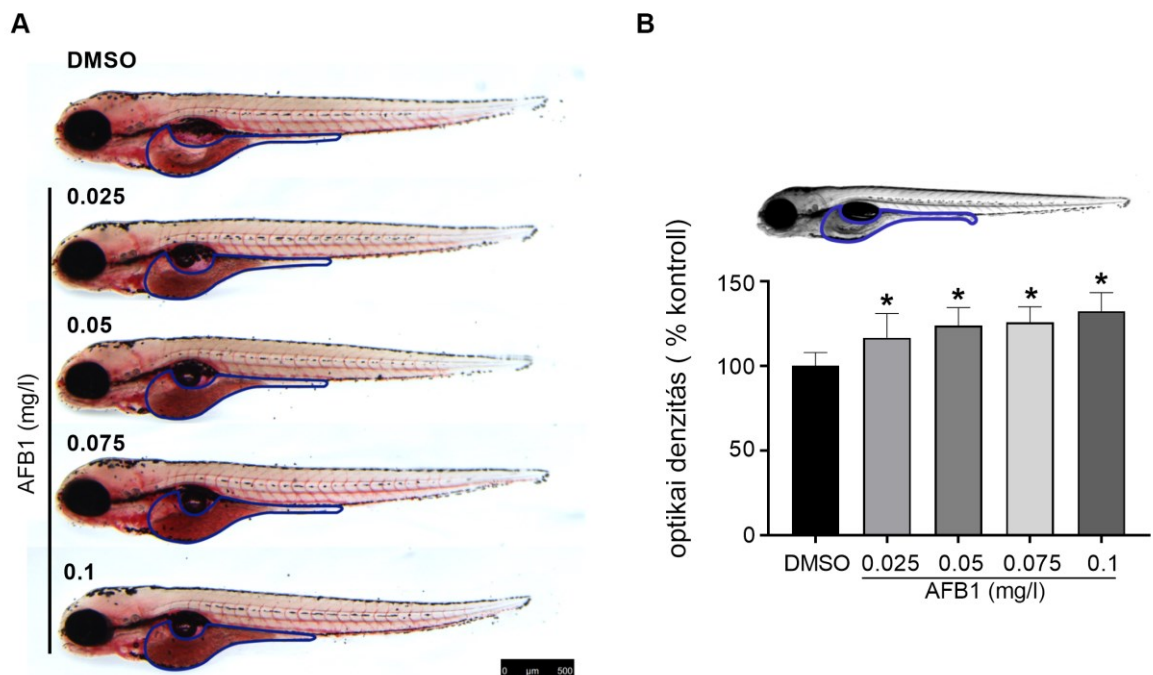 A
DMSO
0.025
0.05
0.075
0.1
AFB1 (mg/l)
0 µm 500
B
optikai denzitás ( % kontroll)
150
100
50
0
* * * *
DMSO 0.025 0.05 0.075 0.1
AFB1 (mg/l)